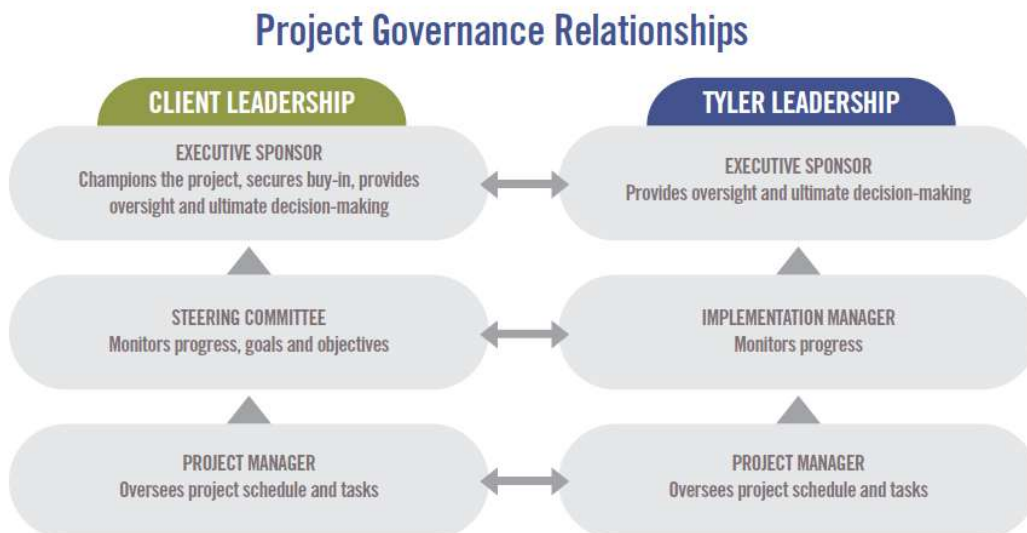 Project Governance Relationships
CLIENT LEADERSHIP
EXECUTIVE SPONSOR
Champions the project, secures buy-in, provides
oversight and ultimate decision-making
STEERING COMMITTEE
Monitors progress, goals and objectives
PROJECT MANAGER
Oversees project schedule and tasks
TYLER LEADERSHIP
EXECUTIVE SPONSOR
Provides oversight and ultimate decision-making
IMPLEMENTATION MANAGER
Monitors progress
PROJECT MANAGER
Oversees project schedule and tasks